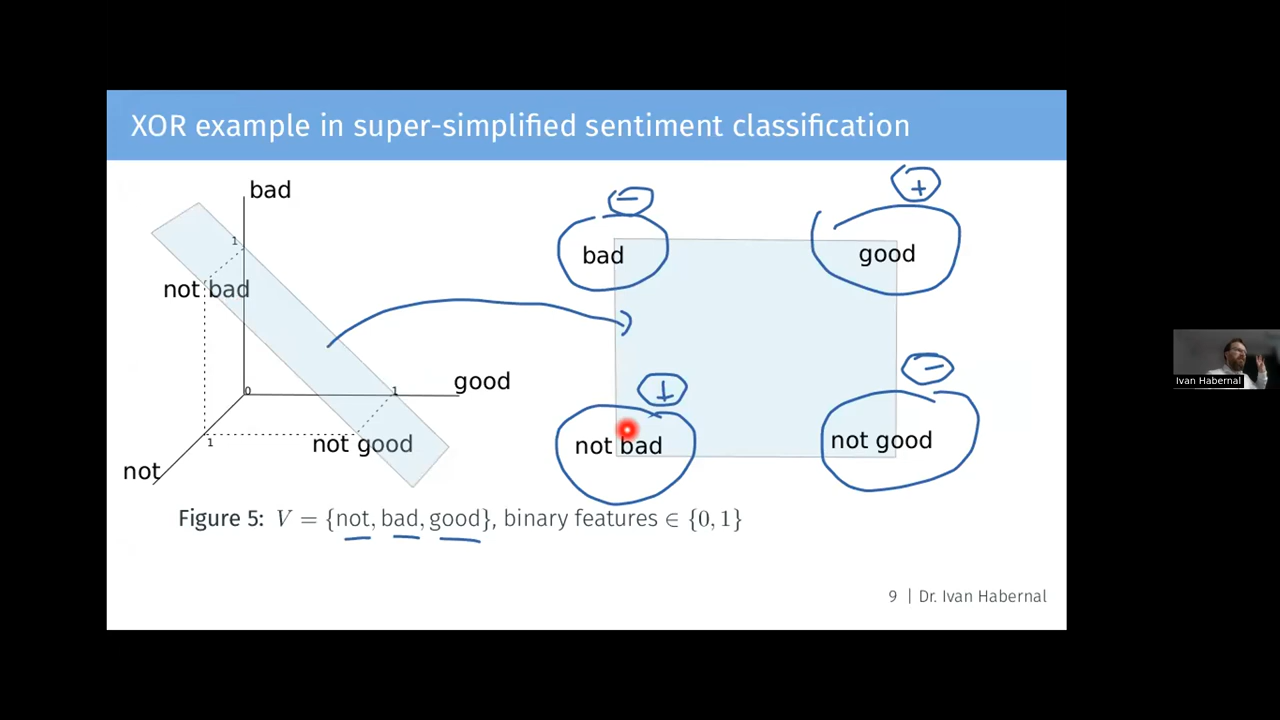 XOR example in super-simplified sentiment classification
bad
1
not bad
0
1
good
1
not good
not
−
bad
+
good
+
not bad
−
not good
Figure 5: V = {not, bad, good}, binary features ∈ {0, 1}
9 | Dr. Ivan Habernal
Ivan Habernal